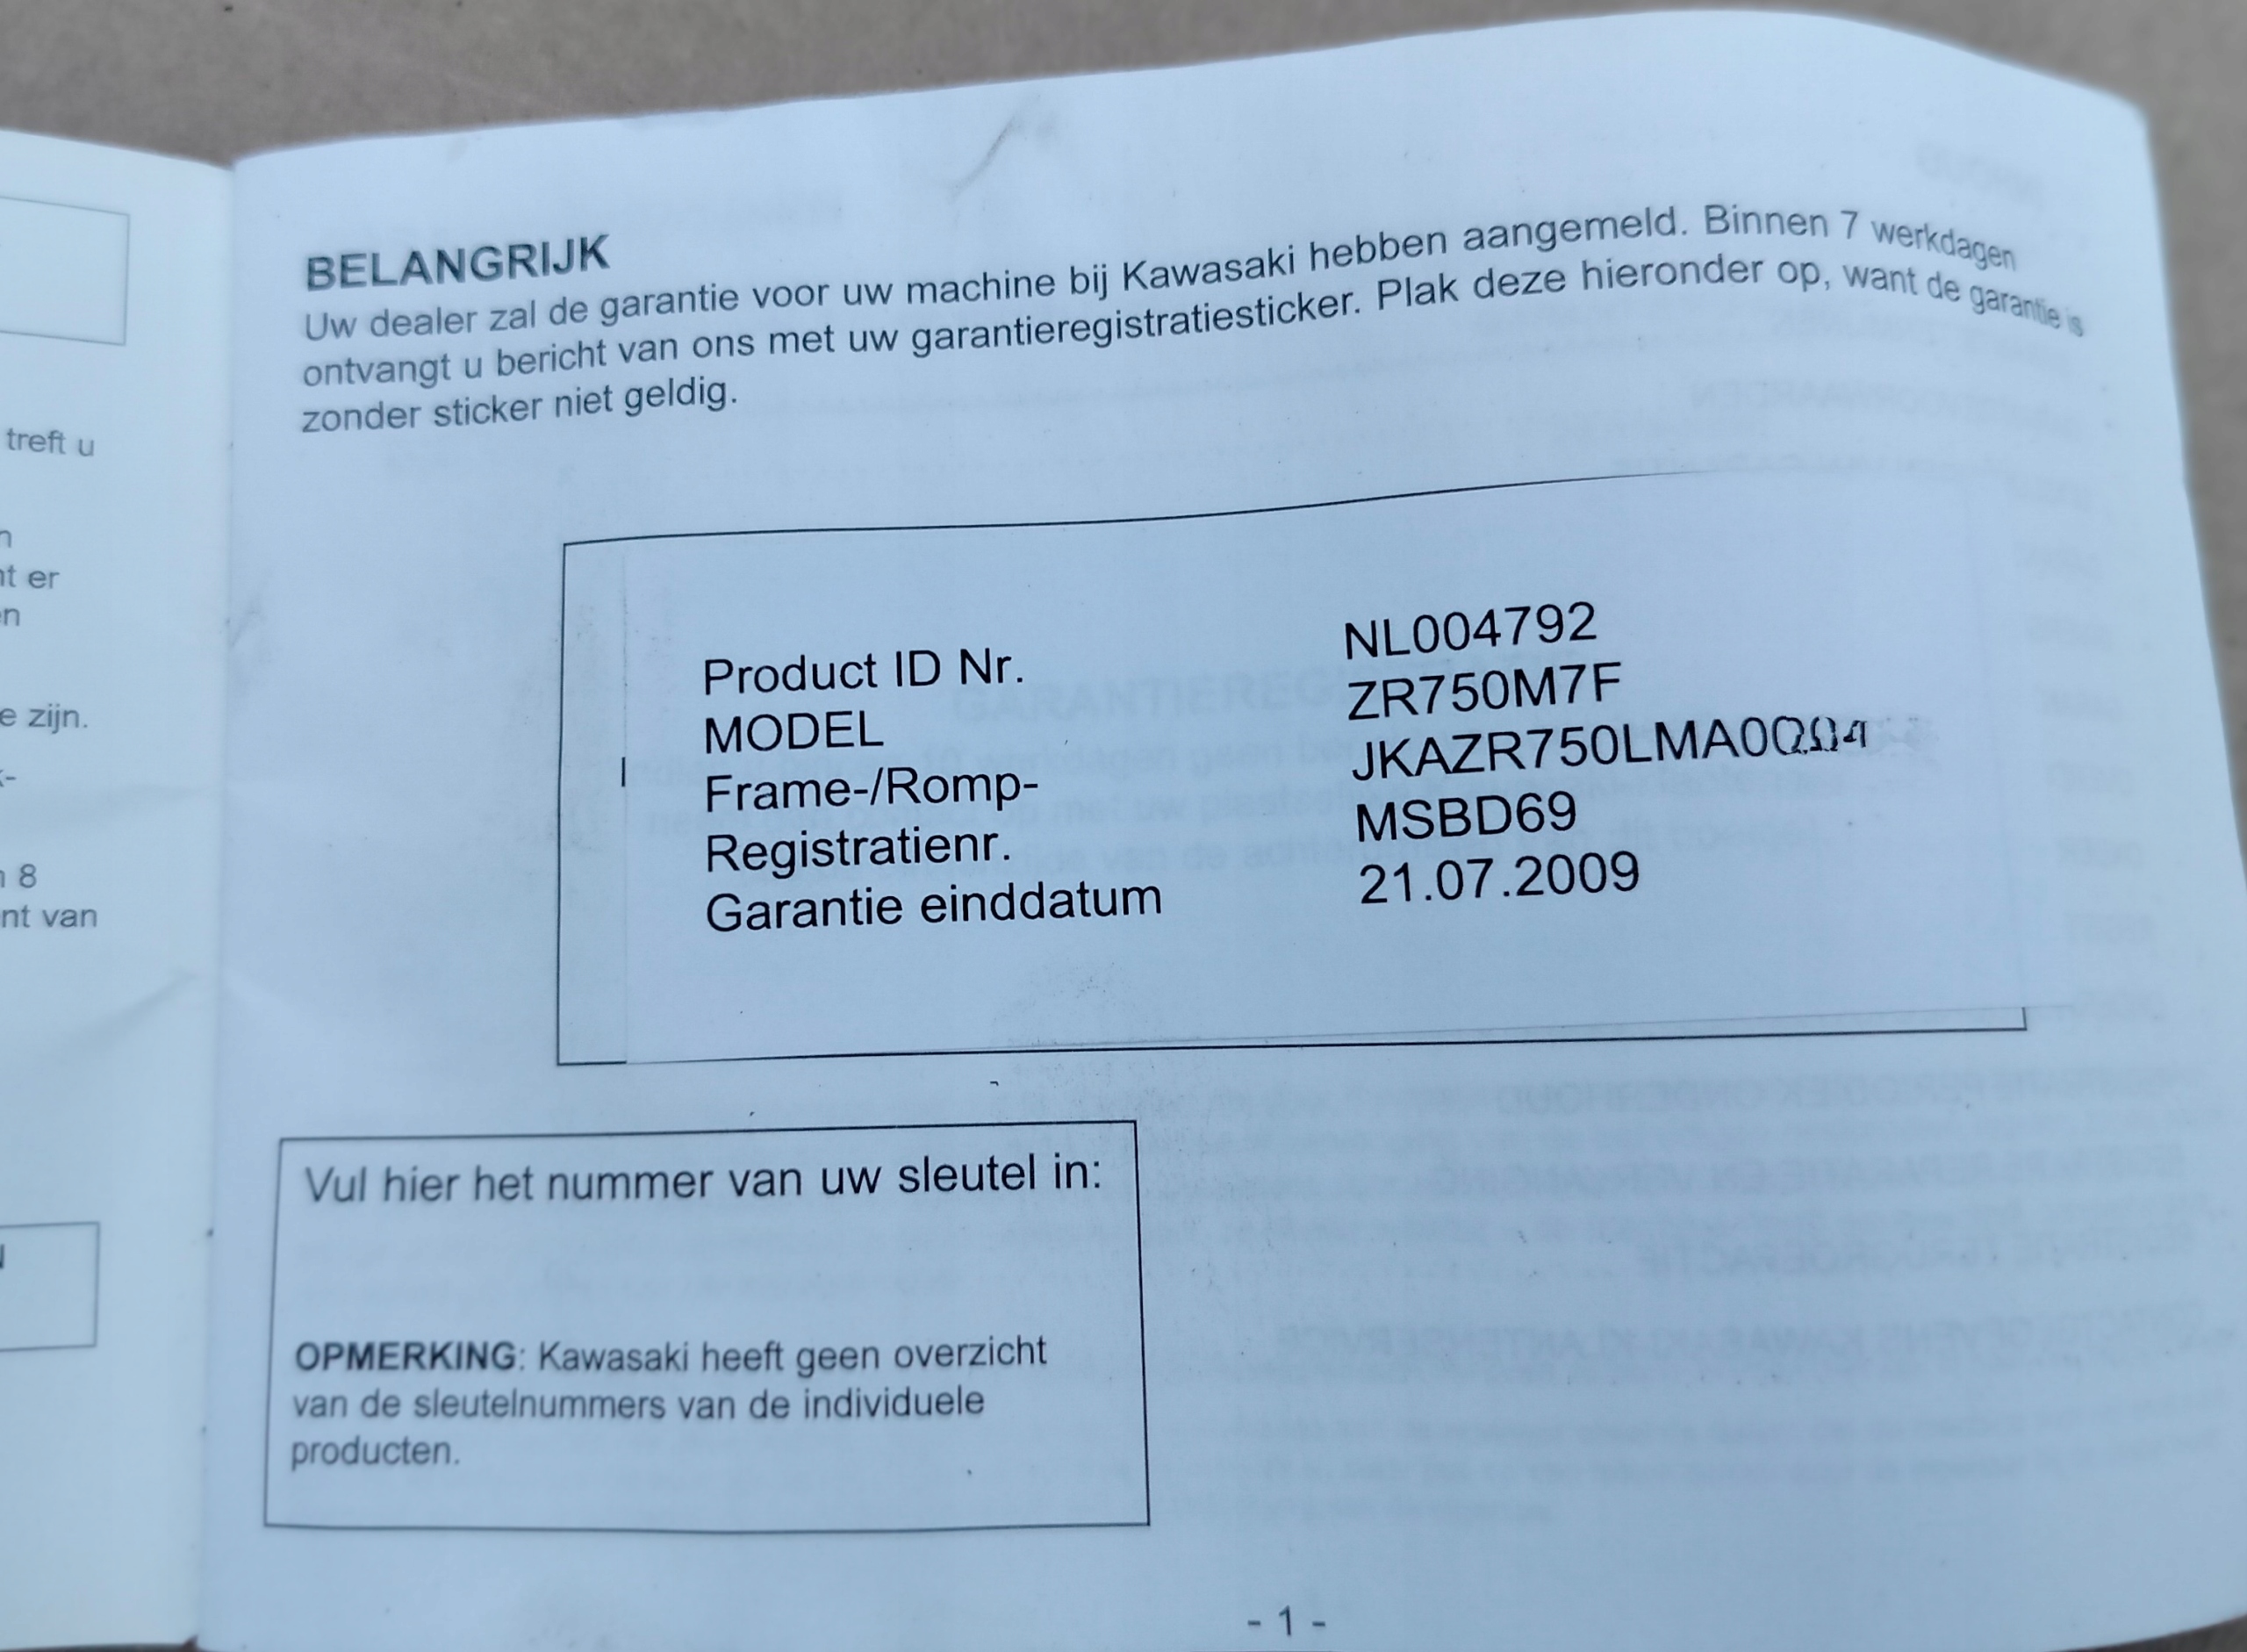 treft u
n
nt er
en
e zijn.
k-
n 8
nt van
BELANGRIJK
Uw dealer zal de garantie voor uw machine bij Kawasaki hebben aangemeld. Binnen 7 werkdagen
ontvangt u bericht van ons met uw garantieregistratiesticker. Plak deze hieronder op, want de garantie is
zonder sticker niet geldig.
Product ID Nr. NL004792
MODEL ZR750M7F
Frame-/Romp-
Registratienr. MSBD69
Garantie einddatum 21.07.2009
Vul hier het nummer van uw sleutel in:
OPMERKING: Kawasaki heeft geen overzicht
van de sleutelnummers van de individuele
producten.
- 1 -